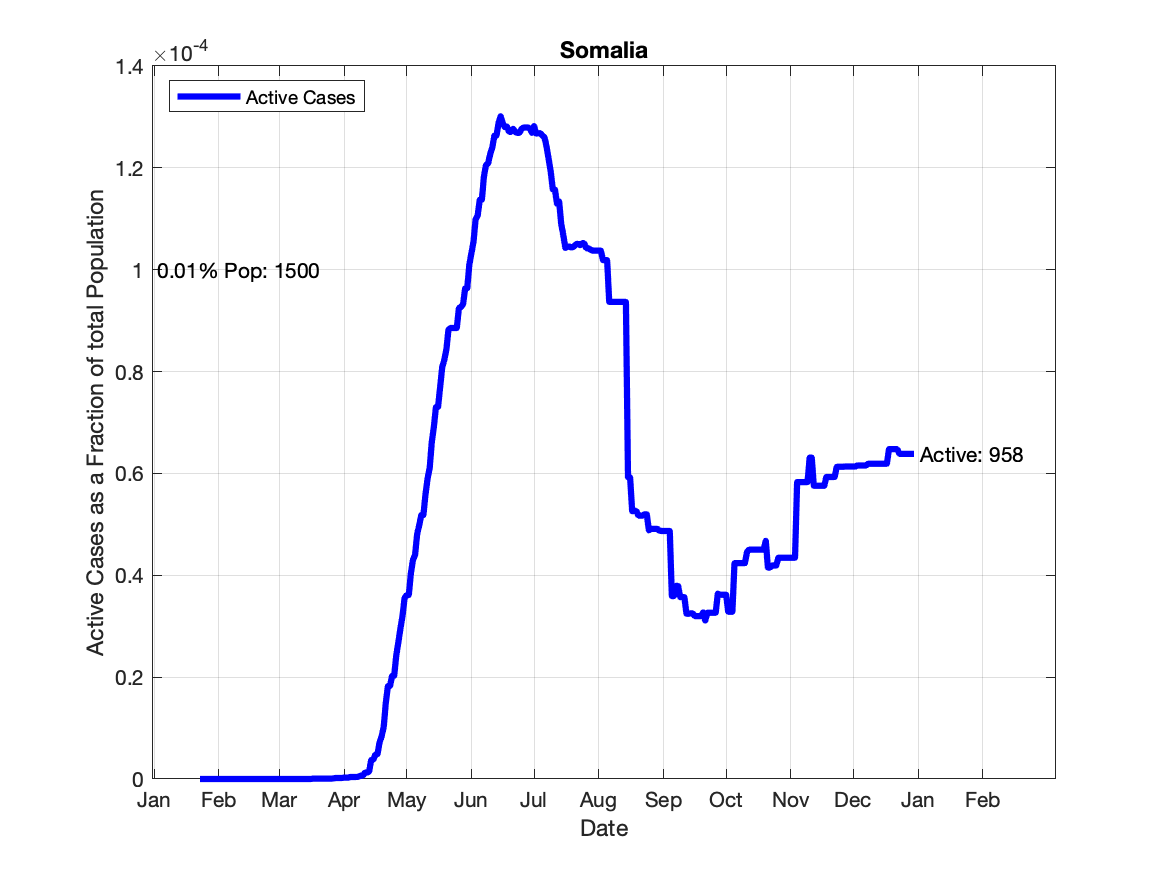 Somalia
×10-4
Active Cases
1.4
1.2
1
0.8
0.6
0.4
0.2
0
0.01% Pop: 1500
Active: 958
Active Cases as a Fraction of total Population
Jan Feb Mar Apr May Jun Jul Aug Sep Oct Nov Dec Jan Feb
Date